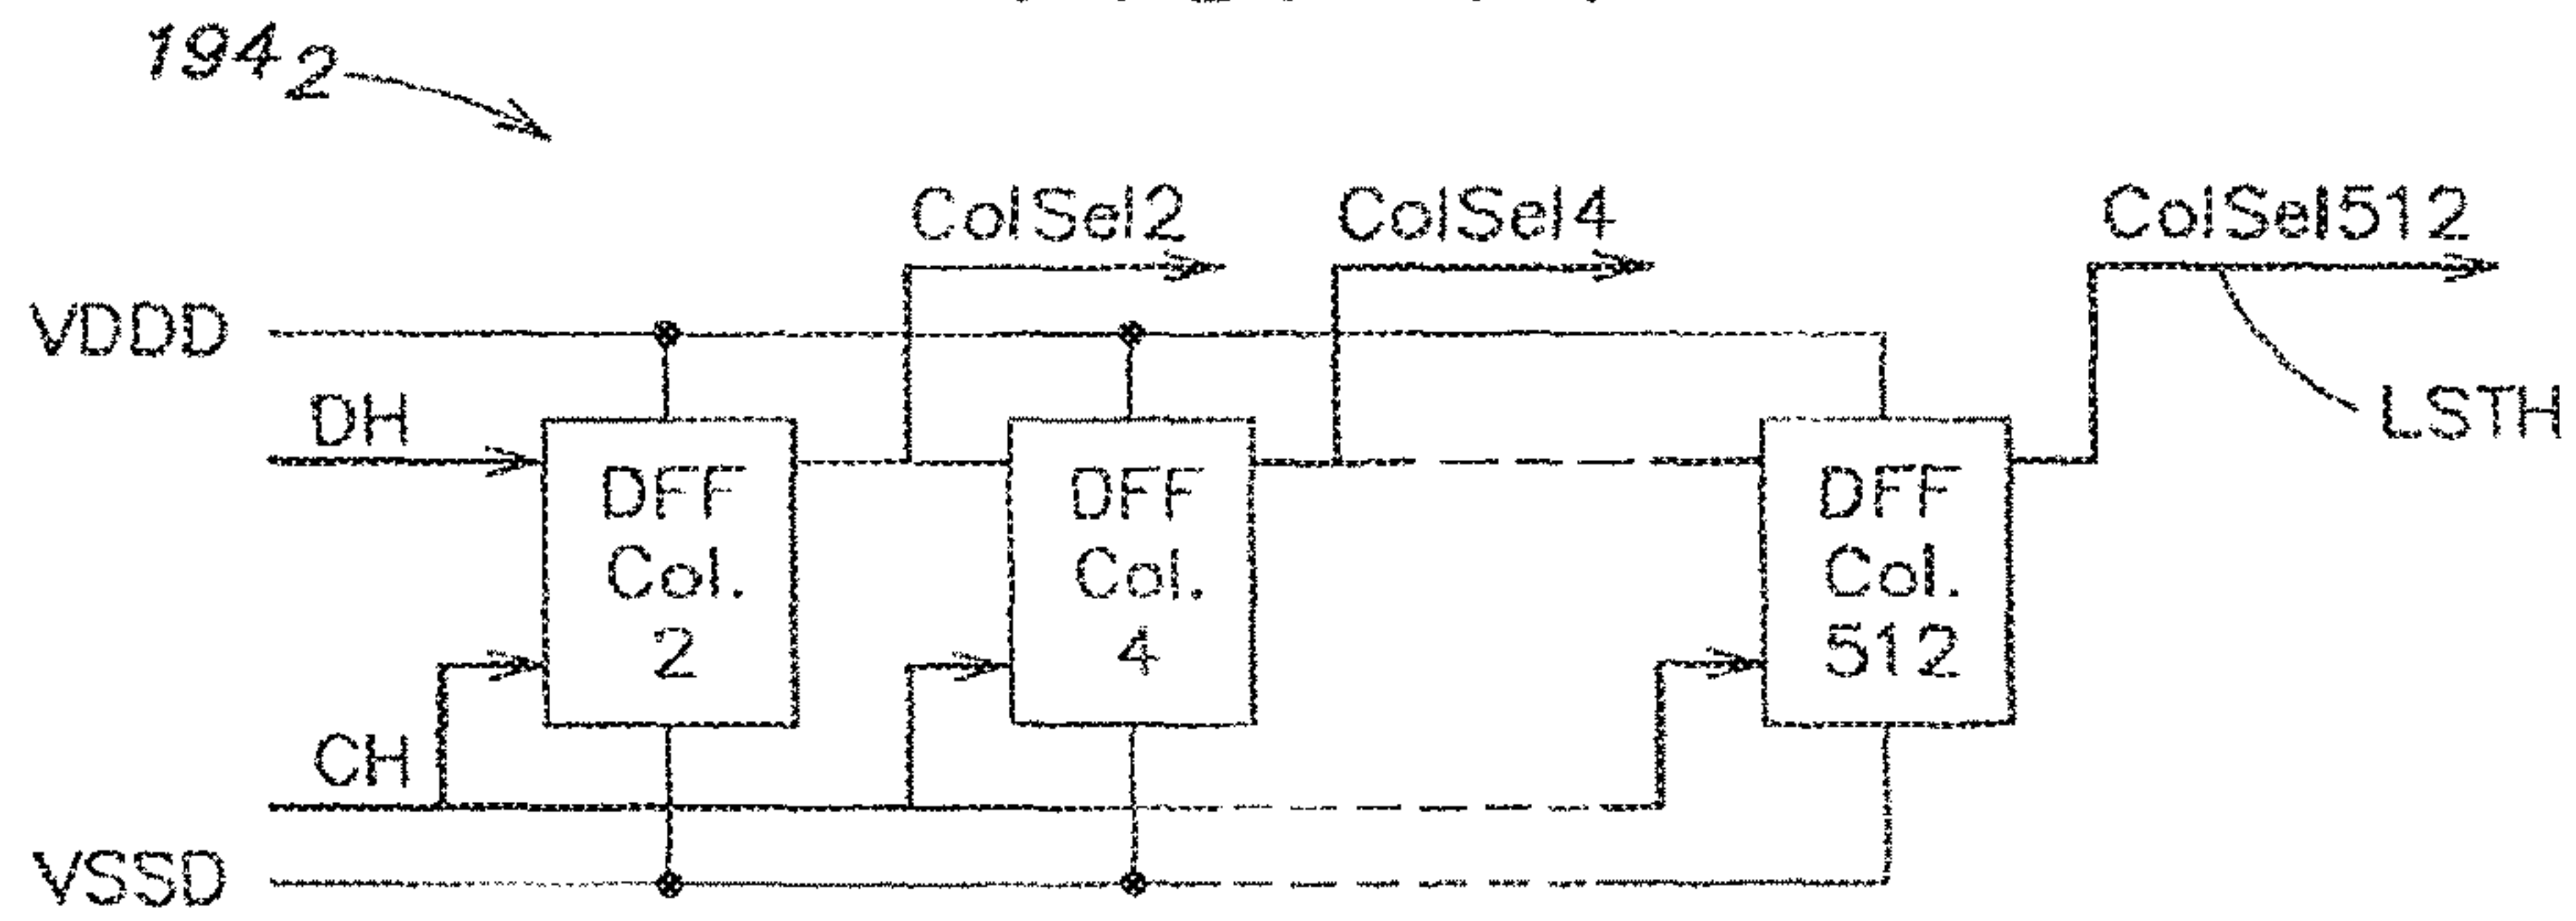 194₂
ColSel2
ColSel4
ColSel512
VDDD
DH
LSTH
DFF
Col.
2
DFF
Col.
4
DFF
Col.
512
CH
VSSD